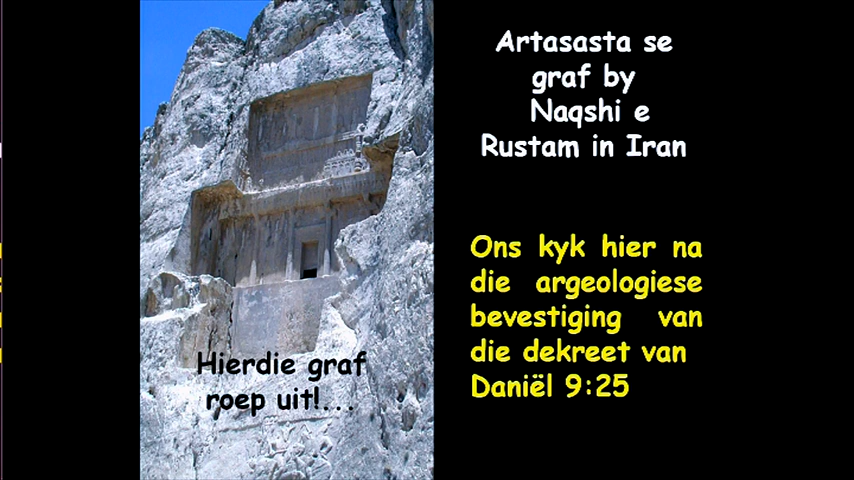 Artasasta se
graf by
Naqshi e
Rustam in Iran
Ons kyk hier na
die argeologiese
bevestiging van
die dekreet van
Daniël 9:25
Hierdie graf
roep uit!...